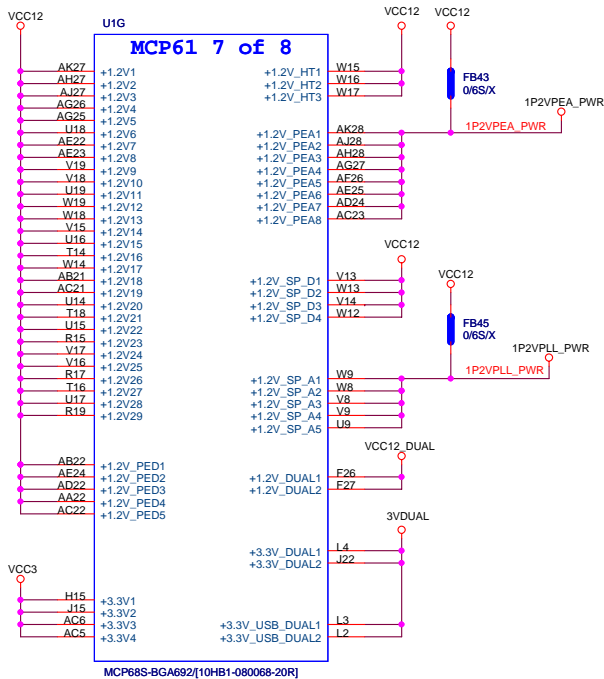 VCC12
U1G
VCC12
VCC12
MCP61 7 of 8
AK27 +1.2V1
AH27 +1.2V2
AJ27 +1.2V3
AG26 +1.2V4
AG25 +1.2V5
U18 +1.2V6
AE22 +1.2V7
AE23 +1.2V8
V19 +1.2V9
V18 +1.2V10
U19 +1.2V11
W19 +1.2V12
W18 +1.2V13
V15 +1.2V14
U16 +1.2V15
T14 +1.2V16
W14 +1.2V17
AB21 +1.2V18
AC21 +1.2V19
U14 +1.2V20
T18 +1.2V21
U15 +1.2V22
R15 +1.2V23
V17 +1.2V24
V16 +1.2V25
R17 +1.2V26
T16 +1.2V27
U17 +1.2V28
R19 +1.2V29
AB22 +1.2V_PED1
AE24 +1.2V_PED2
AD22 +1.2V_PED3
AA22 +1.2V_PED4
AC22 +1.2V_PED5
VCC3
H15 +3.3V1
J15 +3.3V2
AC6 +3.3V3
AC5 +3.3V4
+1.2V_HT1 W15
+1.2V_HT2 W16
+1.2V_HT3 W17
FB43
0/6S/X
1P2VPEA_PWR
1P2VPEA_PWR
+1.2V_PEA1 AK28
+1.2V_PEA2 AJ28
+1.2V_PEA3 AH28
+1.2V_PEA4 AG27
+1.2V_PEA5 AF26
+1.2V_PEA6 AE25
+1.2V_PEA7 AD24
+1.2V_PEA8 AC23
VCC12
VCC12
+1.2V_SP_D1 V13
+1.2V_SP_D2 W13
+1.2V_SP_D3 V14
+1.2V_SP_D4 W12
FB45
0/6S/X
1P2VPLL_PWR
1P2VPLL_PWR
+1.2V_SP_A1 W9
+1.2V_SP_A2 W8
+1.2V_SP_A3 V8
+1.2V_SP_A4 V9
+1.2V_SP_A5 U9
VCC12_DUAL
+1.2V_DUAL1 F26
+1.2V_DUAL2 F27
3VDUAL
+3.3V_DUAL1 L4
+3.3V_DUAL2 J22
+3.3V_USB_DUAL1 L3
+3.3V_USB_DUAL2 L2
MCP68S-BGA692/[10HB1-080068-20R]